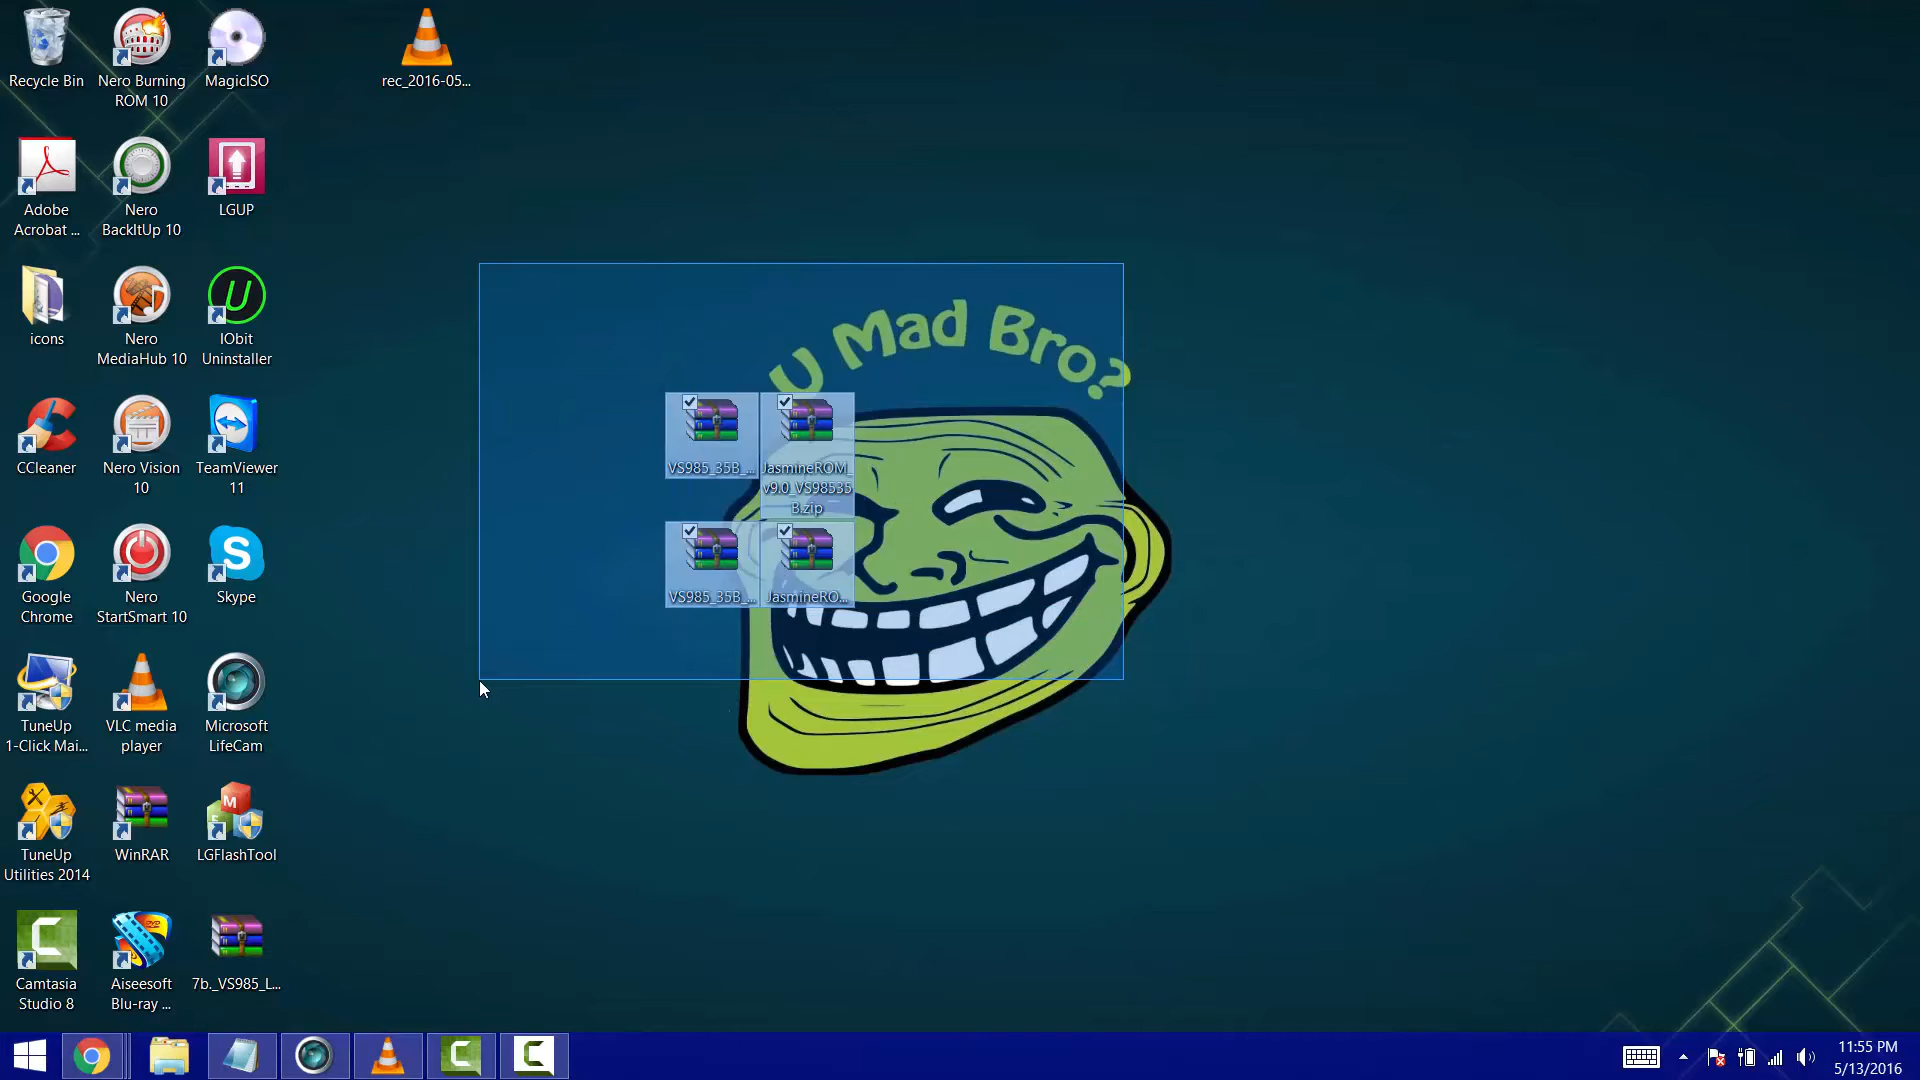 Recycle Bin
Nero Burning
ROM 10
MagicISO
rec_2016-05...
Adobe
Acrobat ...
Nero
BackItUp 10
LGUP
icons
Nero
MediaHub 10
IObit
Uninstaller
U Mad Bro?
CCleaner
Nero Vision
10
TeamViewer
11
VS985_35B_...
JasmineROM_
v9.0_VS98535
B.zip
Google
Chrome
Nero
StartSmart 10
Skype
VS985_35B_...
JasmineRO...
TuneUp
1-Click Mai...
VLC media
player
Microsoft
LifeCam
TuneUp
Utilities 2014
WinRAR
LGFlashTool
Camtasia
Studio 8
Aiseesoft
Blu-ray ...
7b._VS985_L...
11:55 PM
5/13/2016